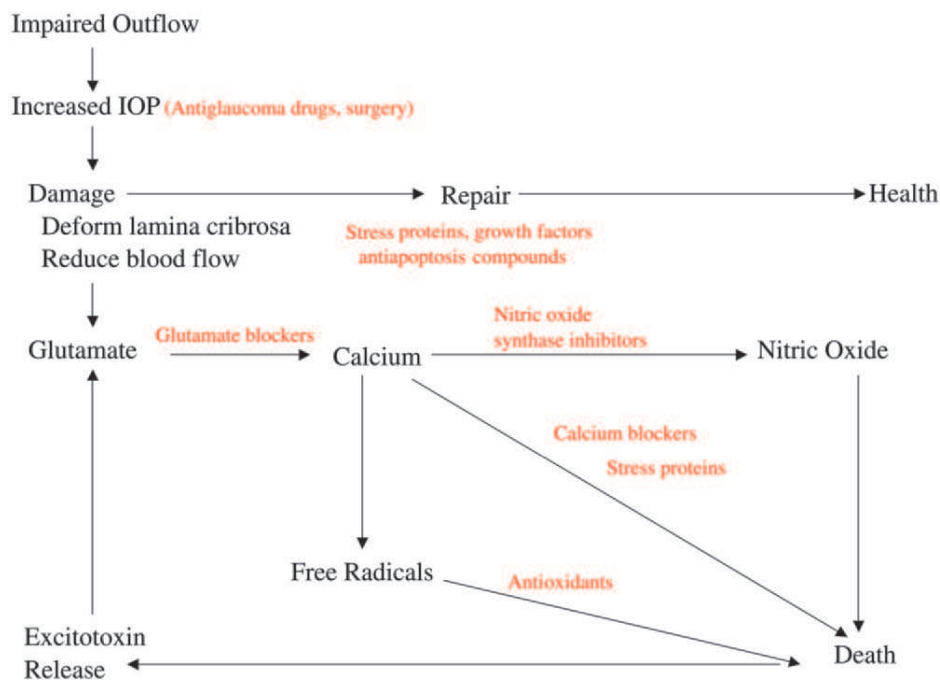 Impaired Outflow
Increased IOP (Antiglaucoma drugs, surgery)
Damage Repair Health
Deform lamina cribrosa
Reduce blood flow
Stress proteins, growth factors
antiapoptosis compounds
Nitric oxide
synthase inhibitors
Glutamate blockers
Glutamate Calcium Nitric Oxide
Calcium blockers
Stress proteins
Free Radicals
Antioxidants
Excitotoxin
Release
Death